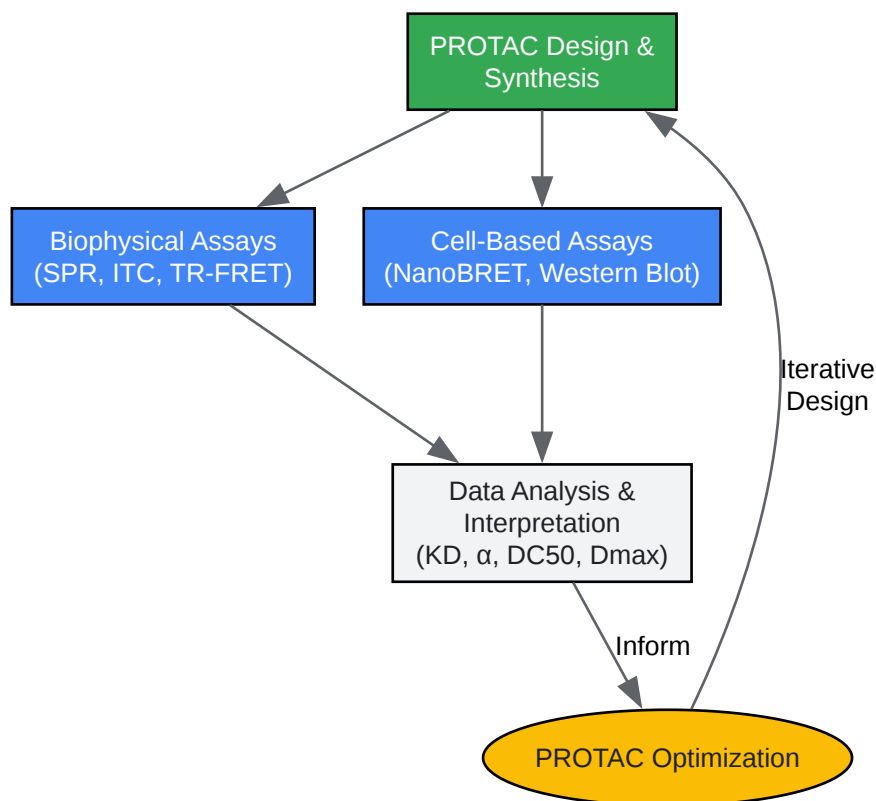 PROTAC Design &
Synthesis
Biophysical Assays
(SPR, ITC, TR-FRET)
Cell-Based Assays
(NanoBRET, Western Blot)
Iterative
Design
Data Analysis &
Interpretation
(KD, α, DC50, Dmax)
Inform
PROTAC Optimization